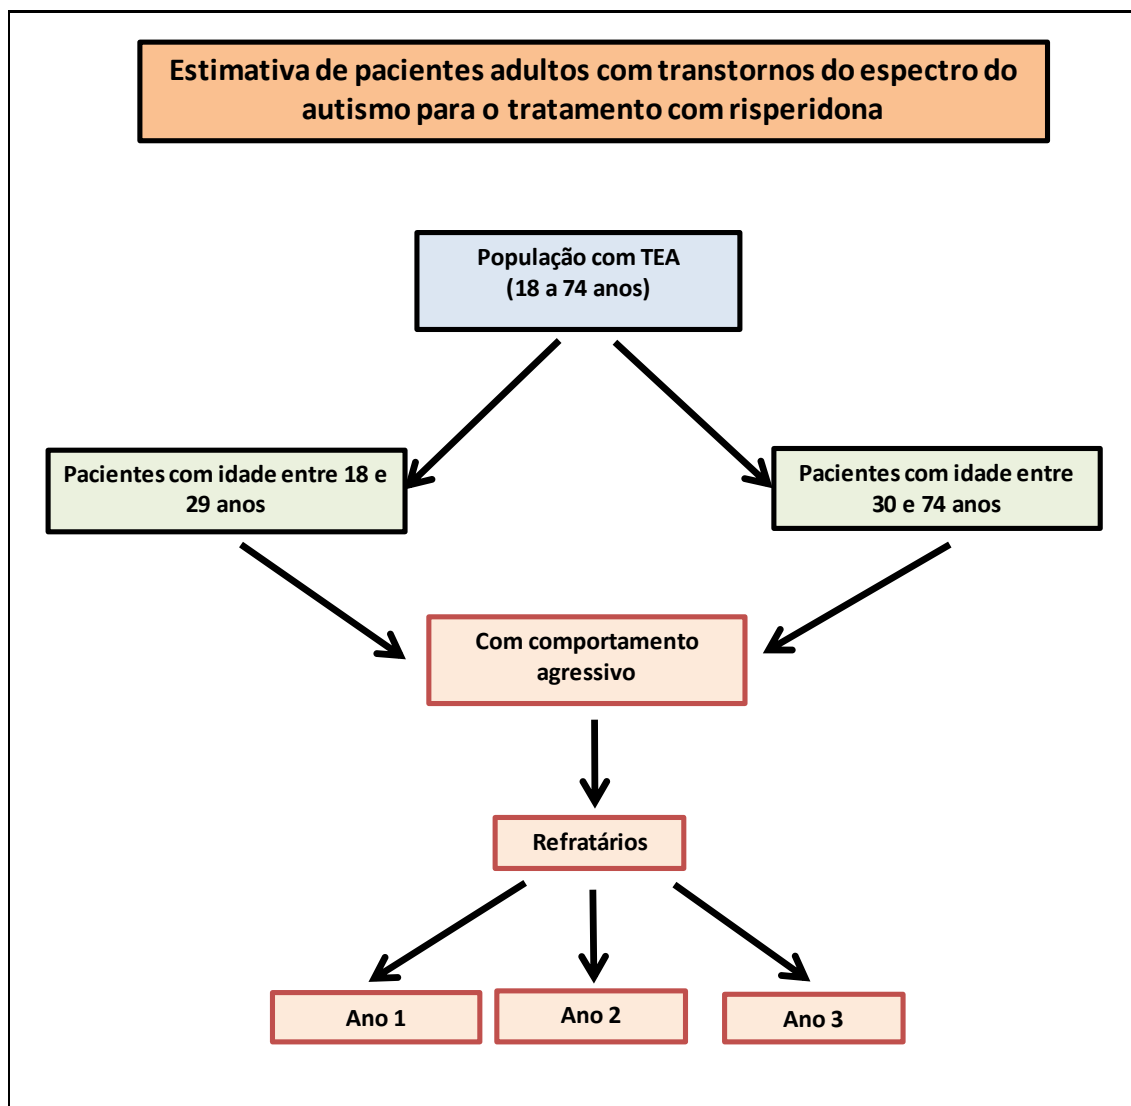 Estimativa de pacientes adultos com transtornos do espectro do
autismo para o tratamento com risperidona
População com TEA
(18 a 74 anos)
Pacientes com idade entre 18 e
29 anos
Pacientes com idade entre
30 e 74 anos
Com comportamento
agressivo
Refratários
Ano 1
Ano 2
Ano 3